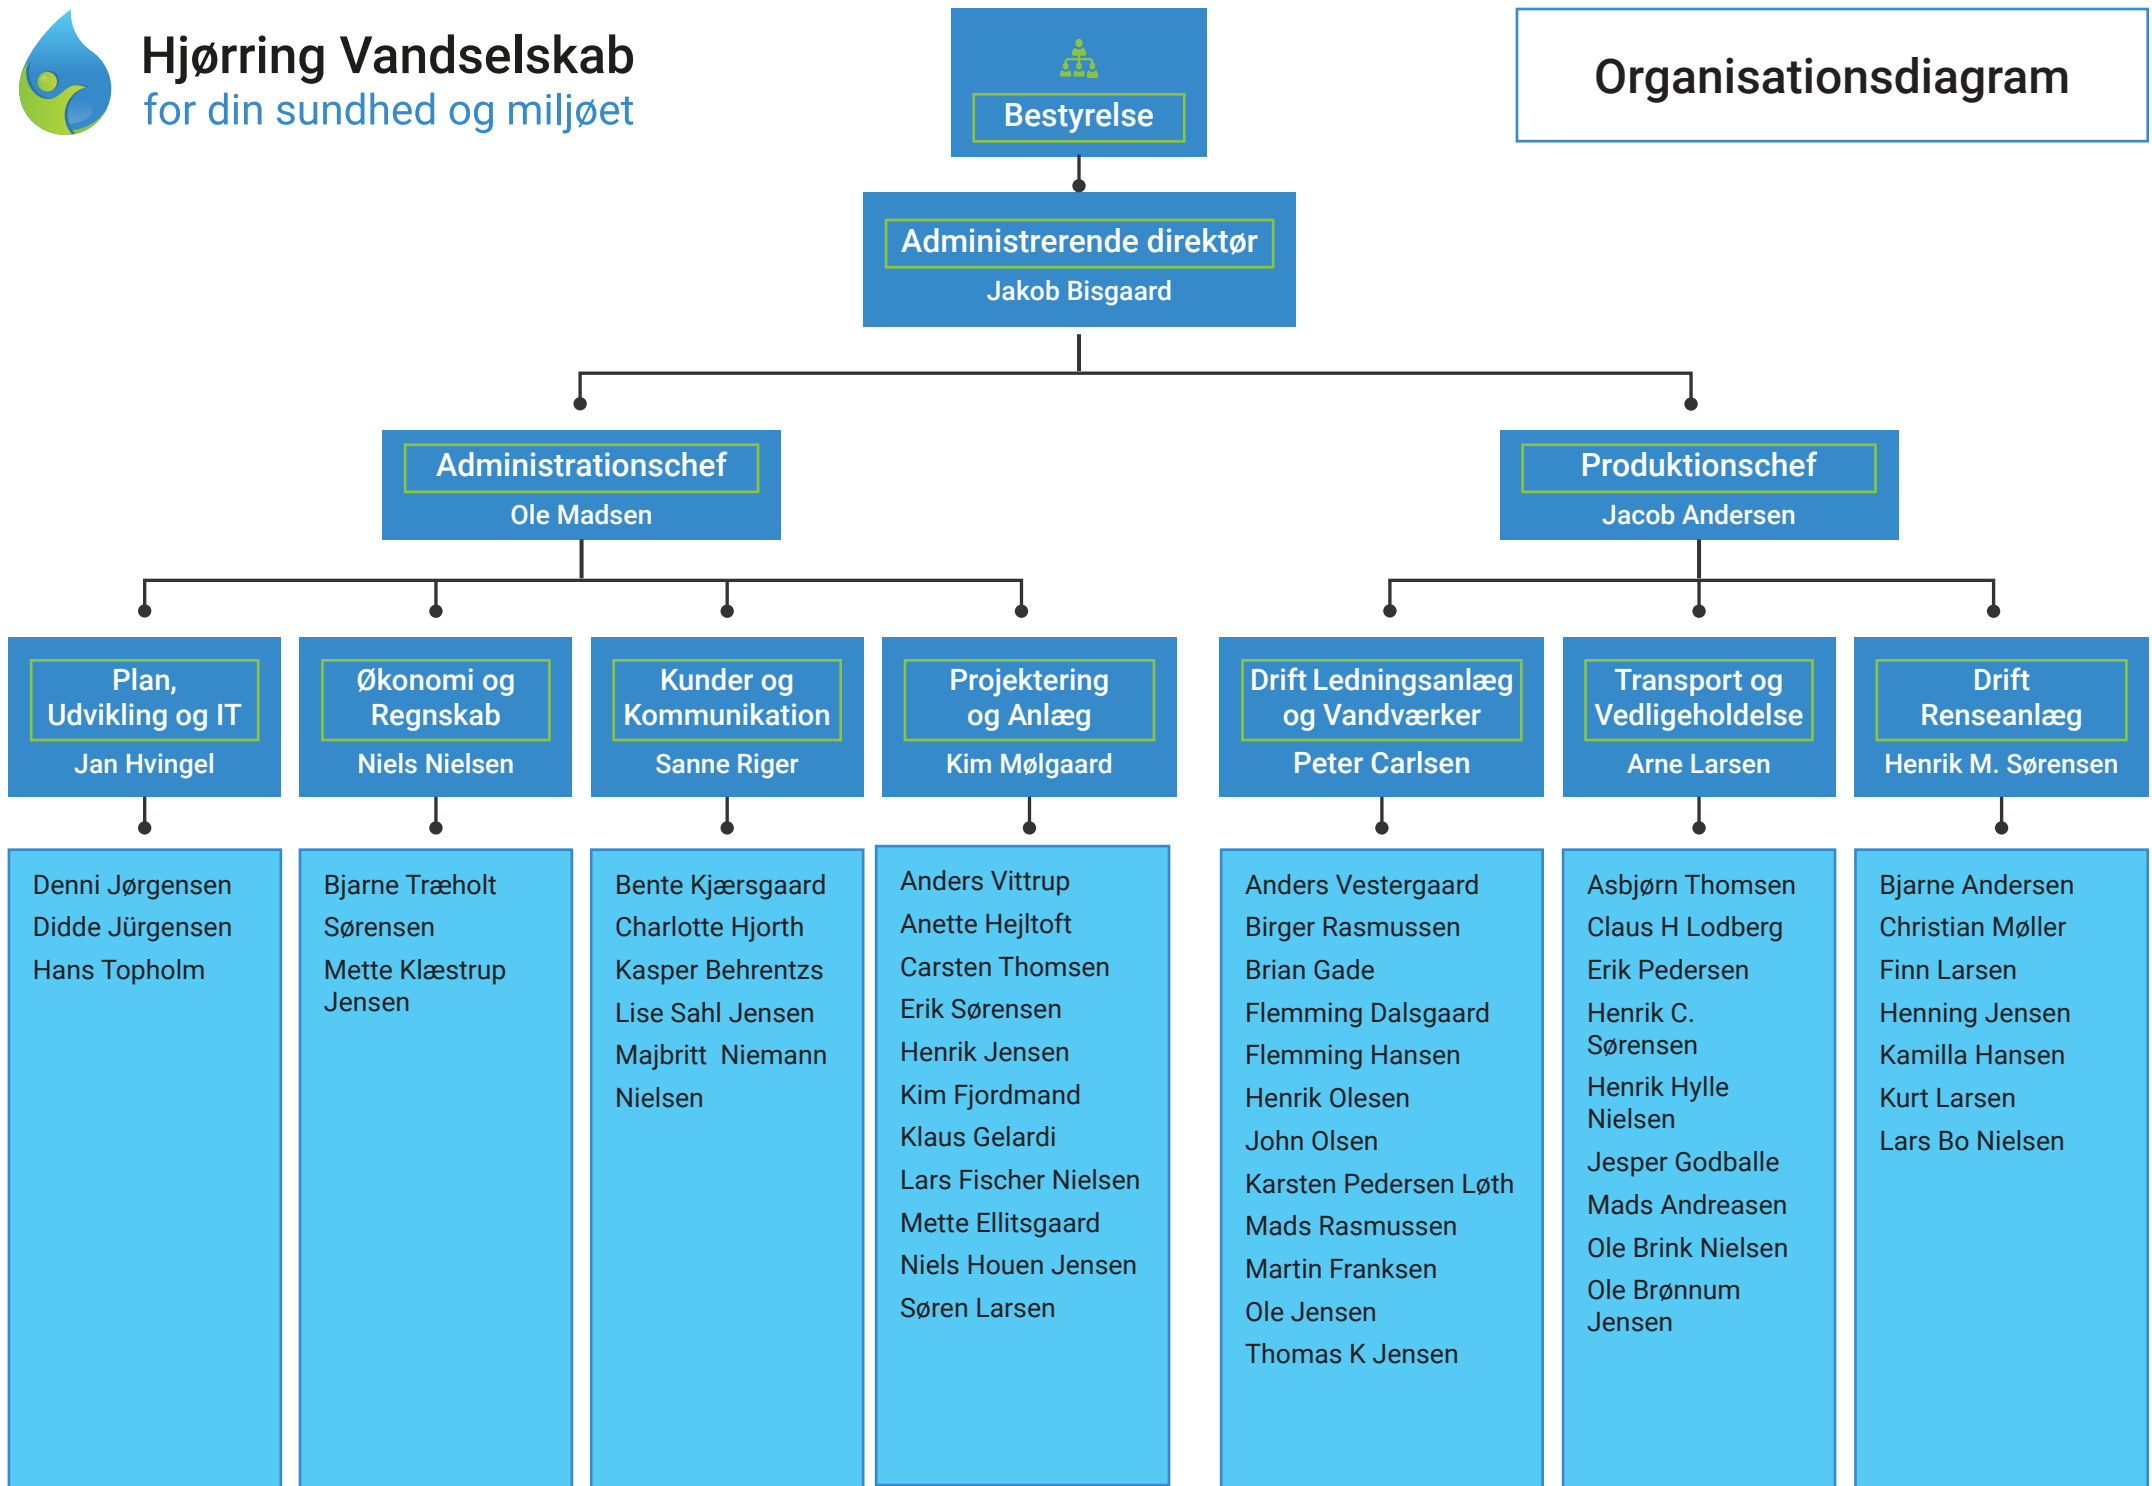 Hjørring Vandselskab
for din sundhed og miljøet
Organisationsdiagram
Bestyrelse
Administrerende direktør
Jakob Bisgaard
Administrationschef
Ole Madsen
Produktionschef
Jacob Andersen
Plan,
Udvikling og IT
Jan Hvingel
Økonomi og
Regnskab
Niels Nielsen
Kunder og
Kommunikation
Sanne Riger
Projektering
og Anlæg
Kim Mølgaard
Drift Ledningsanlæg
og Vandværker
Peter Carlsen
Transport og
Vedligeholdelse
Arne Larsen
Drift
Renseanlæg
Henrik M. Sørensen
Denni Jørgensen
Didde Jürgensen
Hans Topholm
Bjarne Træholt
Sørensen
Mette Klæstrup
Jensen
Bente Kjærsgaard
Charlotte Hjorth
Kasper Behrentzs
Lise Sahl Jensen
Majbritt  Niemann
Nielsen
Anders Vittrup
Anette Hejltoft
Carsten Thomsen
Erik Sørensen
Henrik Jensen
Kim Fjordmand
Klaus Gelardi
Lars Fischer Nielsen
Mette Ellitsgaard
Niels Houen Jensen
Søren Larsen
Anders Vestergaard
Birger Rasmussen
Brian Gade
Flemming Dalsgaard
Flemming Hansen
Henrik Olesen
John Olsen
Karsten Pedersen Løth
Mads Rasmussen
Martin Franksen
Ole Jensen
Thomas K Jensen
Asbjørn Thomsen
Claus H Lodberg
Erik Pedersen
Henrik C.
Sørensen
Henrik Hylle
Nielsen
Jesper Godballe
Mads Andreasen
Ole Brink Nielsen
Ole Brønnum
Jensen
Bjarne Andersen
Christian Møller
Finn Larsen
Henning Jensen
Kamilla Hansen
Kurt Larsen
Lars Bo Nielsen